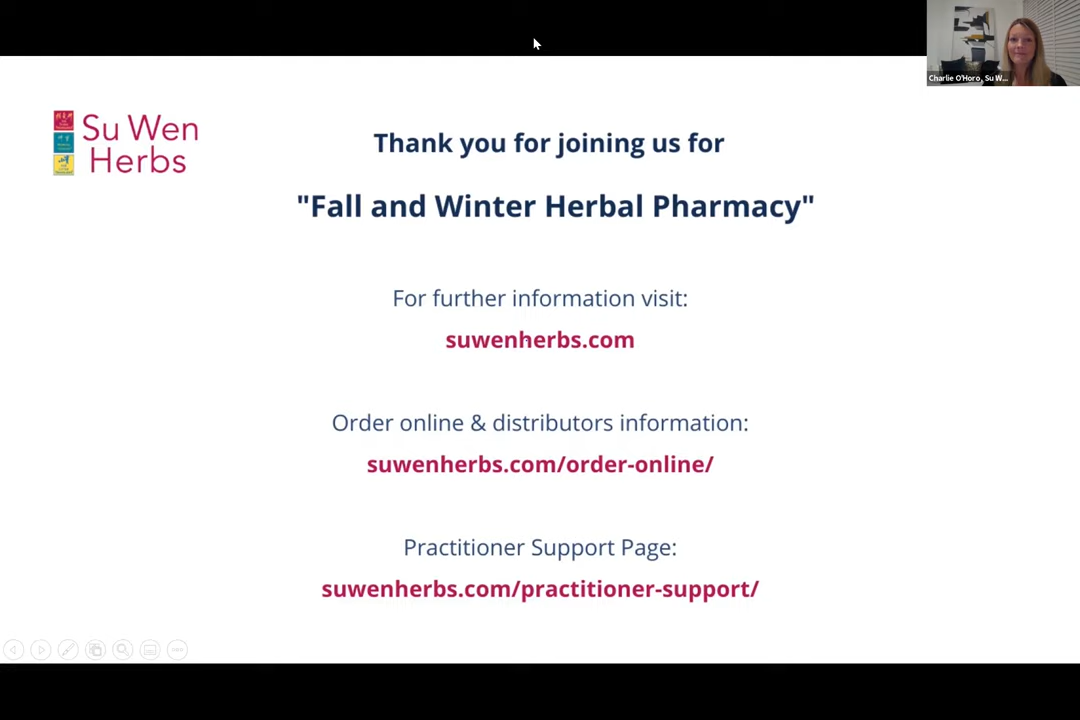 Charlie O'Horo, Su W...
Su Wen
Herbs
Thank you for joining us for
"Fall and Winter Herbal Pharmacy"
For further information visit:
suwenherbs.com
Order online & distributors information:
suwenherbs.com/order-online/
Practitioner Support Page:
suwenherbs.com/practitioner-support/